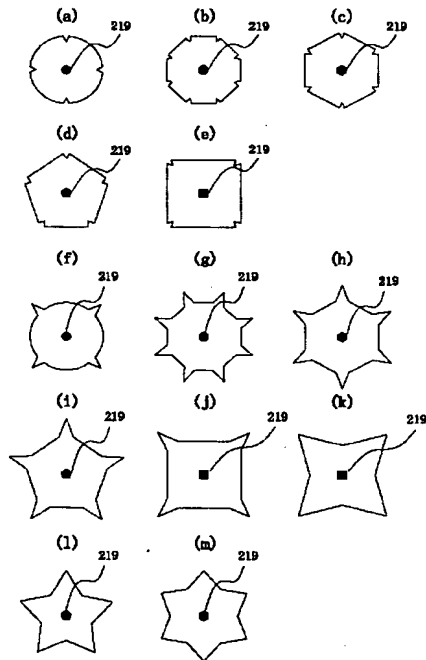 (a) (b) (c)
219 219 219
(d) (e)
219 219
(f) (g) (h)
219 219 219
(i) (j) (k)
219 219 219
(l) (m)
219 219